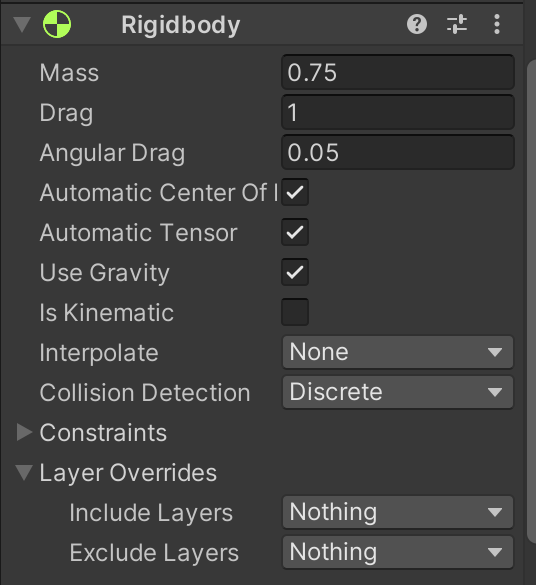 Rigidbody
Mass 0.75
Drag 1
Angular Drag 0.05
Automatic Center Of
Automatic Tensor
Use Gravity
Is Kinematic
Interpolate None
Collision Detection Discrete
Constraints
Layer Overrides
Include Layers Nothing
Exclude Layers Nothing